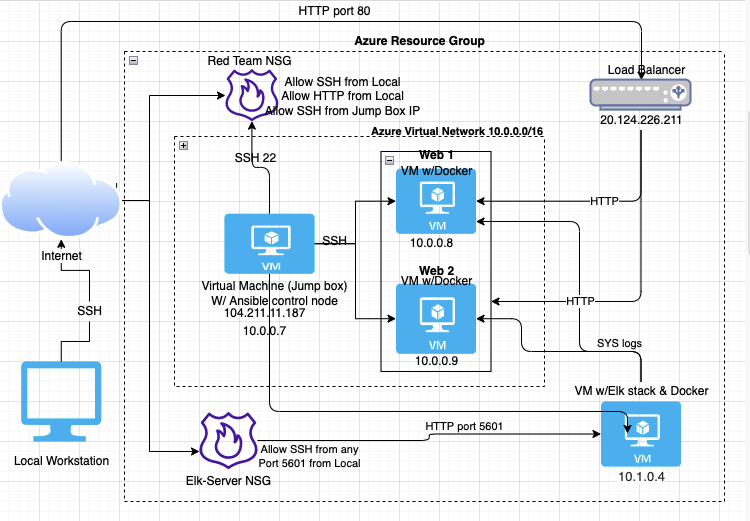 HTTP port 80
Azure Resource Group
Red Team NSG
Allow SSH from Local
Allow HTTP from Local
Allow SSH from Jump Box IP
Load Balancer
20.124.226.211
Azure Virtual Network 10.0.0.0/16
SSH 22
Web 1
VM w/Docker
VM
10.0.0.8
HTTP
Internet
VM
SSH
Virtual Machine (Jump box)
W/ Ansible control node
104.211.11.187
10.0.0.7
Web 2
VM w/Docker
VM
10.0.0.9
HTTP
SSH
SYS logs
VM w/Elk stack & Docker
VM
10.1.0.4
HTTP port 5601
Local Workstation
Allow SSH from any
Port 5601 from Local
Elk-Server NSG